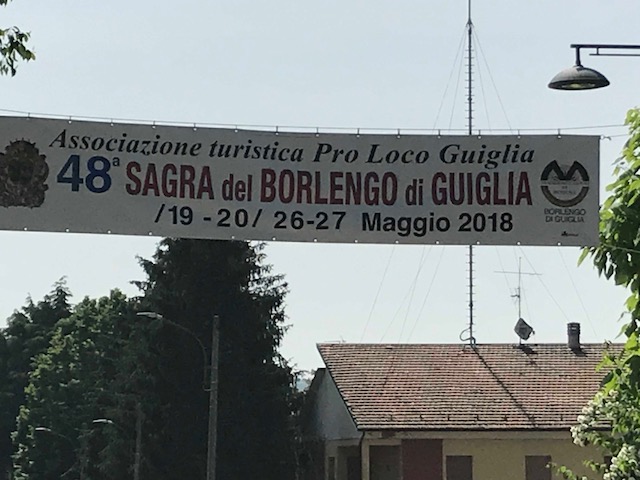 Associazione turistica Pro Loco Guiglia
48ª SAGRA del BORLENGO di GUIGLIA
/19 - 20/ 26-27 Maggio 2018
BORLENGO
DI GUIGLIA